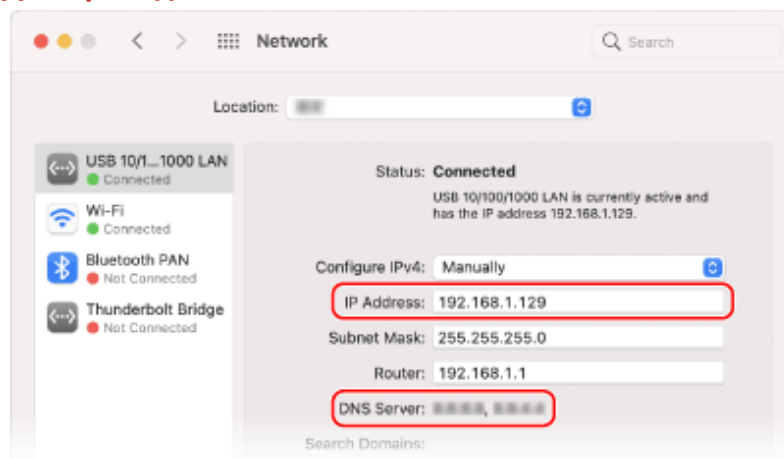 Network
Search
Location:
USB 10/1...1000 LAN
Connected
Wi-Fi
Connected
Bluetooth PAN
Not Connected
Thunderbolt Bridge
Not Connected
Status: Connected
USB 10/100/1000 LAN is currently active and
has the IP address 192.168.1.129.
Configure IPv4: Manually
IP Address: 192.168.1.129
Subnet Mask: 255.255.255.0
Router: 192.168.1.1
DNS Server:
Search Domains: